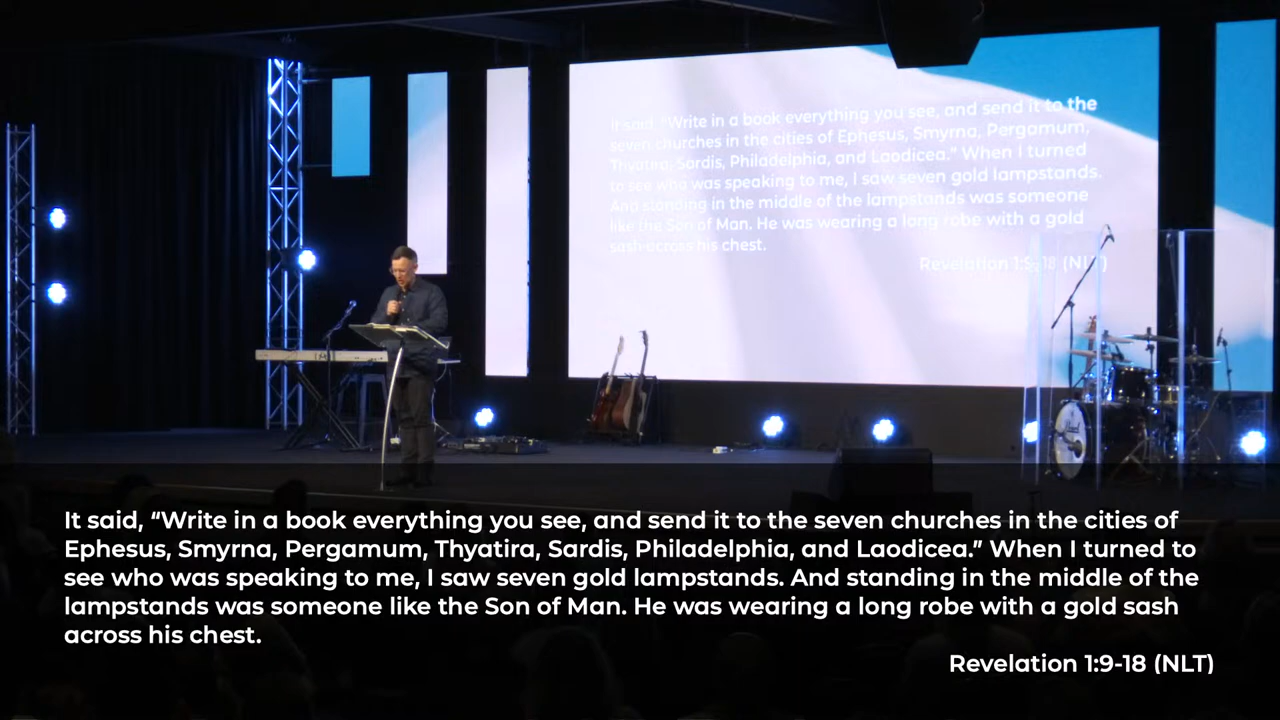 It said, “Write in a book everything you see, and send it to the
seven churches in the cities of Ephesus, Smyrna, Pergamum,
Thyatira, Sardis, Philadelphia, and Laodicea.” When I turned
to see who was speaking to me, I saw seven gold lampstands.
And standing in the middle of the lampstands was someone
like the Son of Man. He was wearing a long robe with a gold
sash across his chest.
Revelation 1:9-18 (NLT)
It said, “Write in a book everything you see, and send it to the seven churches in the cities of
Ephesus, Smyrna, Pergamum, Thyatira, Sardis, Philadelphia, and Laodicea.” When I turned to
see who was speaking to me, I saw seven gold lampstands. And standing in the middle of the
lampstands was someone like the Son of Man. He was wearing a long robe with a gold sash
across his chest.
Revelation 1:9-18 (NLT)